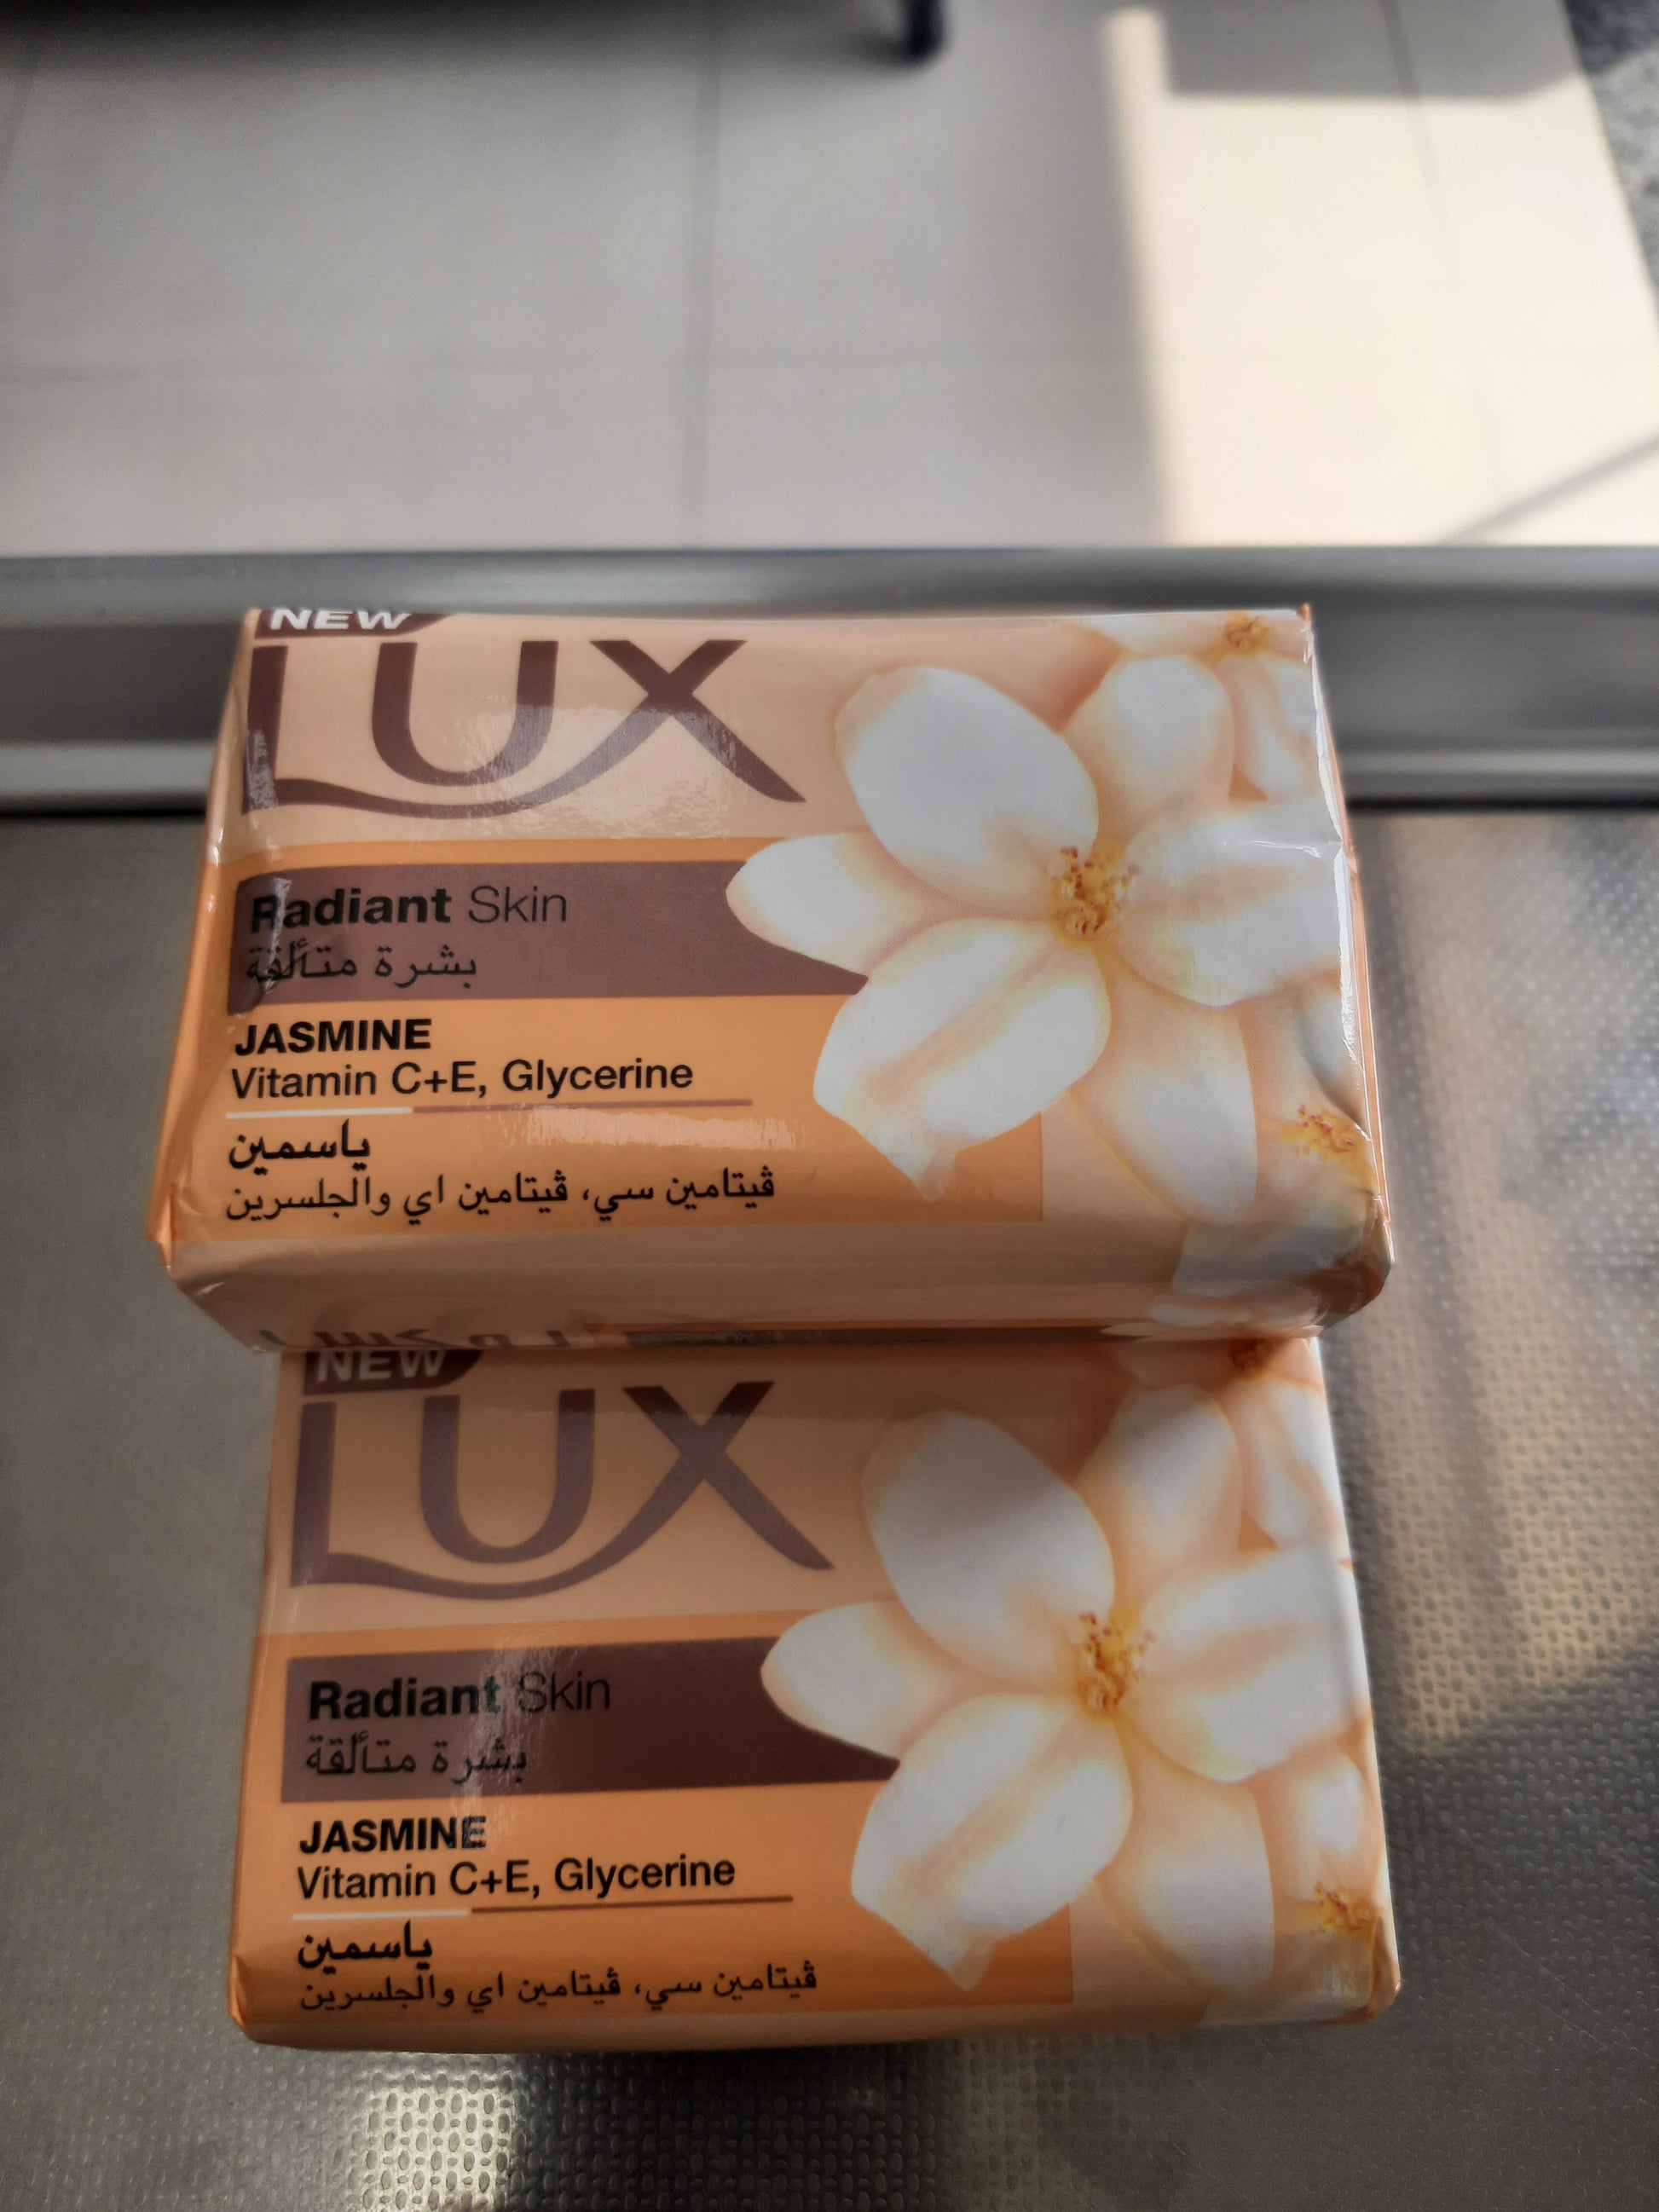 NEW
LUX
Radiant Skin
بشرة متألقة
JASMINE
Vitamin C+E, Glycerine
ياسمين
ڤيتامين سي، ڤيتامين اي والجلسرين
NEW
LUX
Radiant Skin
بشرة متألقة
JASMINE
Vitamin C+E, Glycerine
ياسمين
ڤيتامين سي، ڤيتامين اي والجلسرين